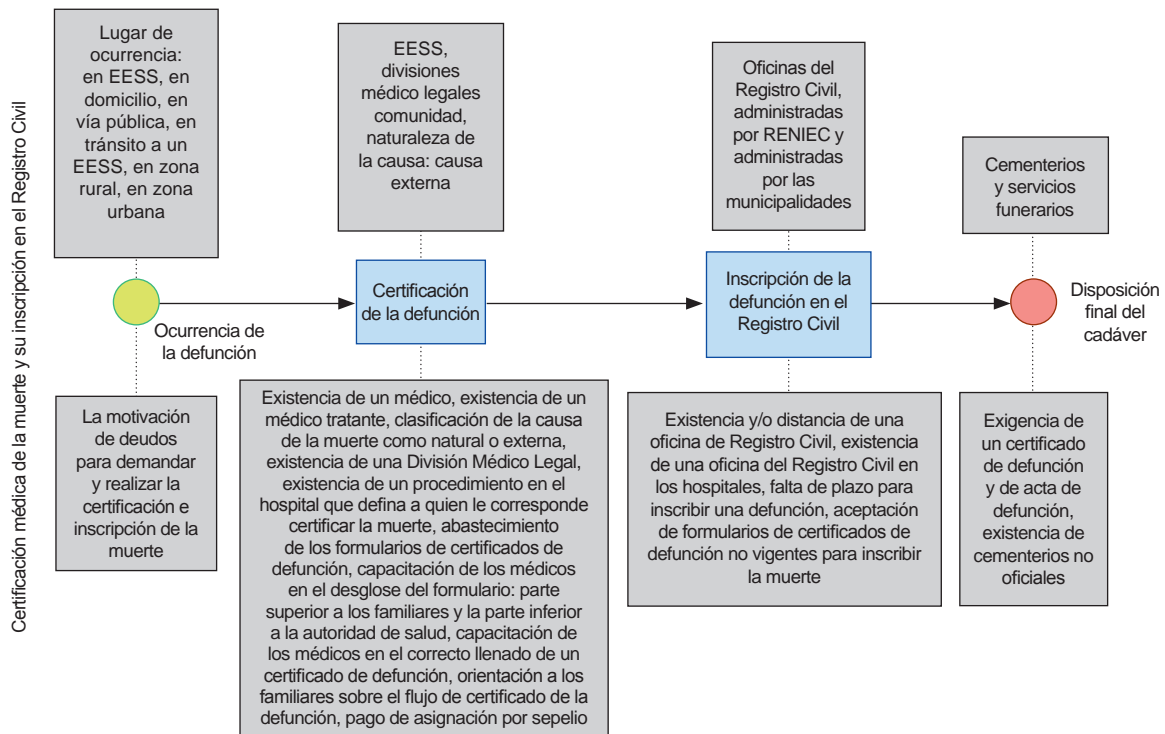 Certificación médica de la muerte y su inscripción en el Registro Civil
Lugar de
ocurrencia:
en EESS, en
domicilio, en
vía pública, en
tránsito a un
EESS, en zona
rural, en zona
urbana
EESS,
divisiones
médico legales
comunidad,
naturaleza de
la causa: causa
externa
Oficinas del
Registro Civil,
administradas
por RENIEC y
administradas
por las
municipalidades
Cementerios
y servicios
funerarios
Ocurrencia de
la defunción
Certificación
de la defunción
Inscripción de la
defunción en el
Registro Civil
Disposición
final del
cadáver
La motivación
de deudos
para demandar
y realizar la
certificación e
inscripción de la
muerte
Existencia de un médico, existencia de un
médico tratante, clasificación de la causa
de la muerte como natural o externa,
existencia de una División Médico Legal,
existencia de un procedimiento en el
hospital que defina a quien le corresponde
certificar la muerte, abastecimiento
de los formularios de certificados de
defunción, capacitación de los médicos
en el desglose del formulario: parte
superior a los familiares y la parte inferior
a la autoridad de salud, capacitación de
los médicos en el correcto llenado de un
certificado de defunción, orientación a los
familiares sobre el flujo de certificado de la
defunción, pago de asignación por sepelio
Existencia y/o distancia de una
oficina de Registro Civil, existencia
de una oficina del Registro Civil en
los hospitales, falta de plazo para
inscribir una defunción, aceptación
de formularios de certificados de
defunción no vigentes para inscribir
la muerte
Exigencia de
un certificado
de defunción
y de acta de
defunción,
existencia de
cementerios no
oficiales